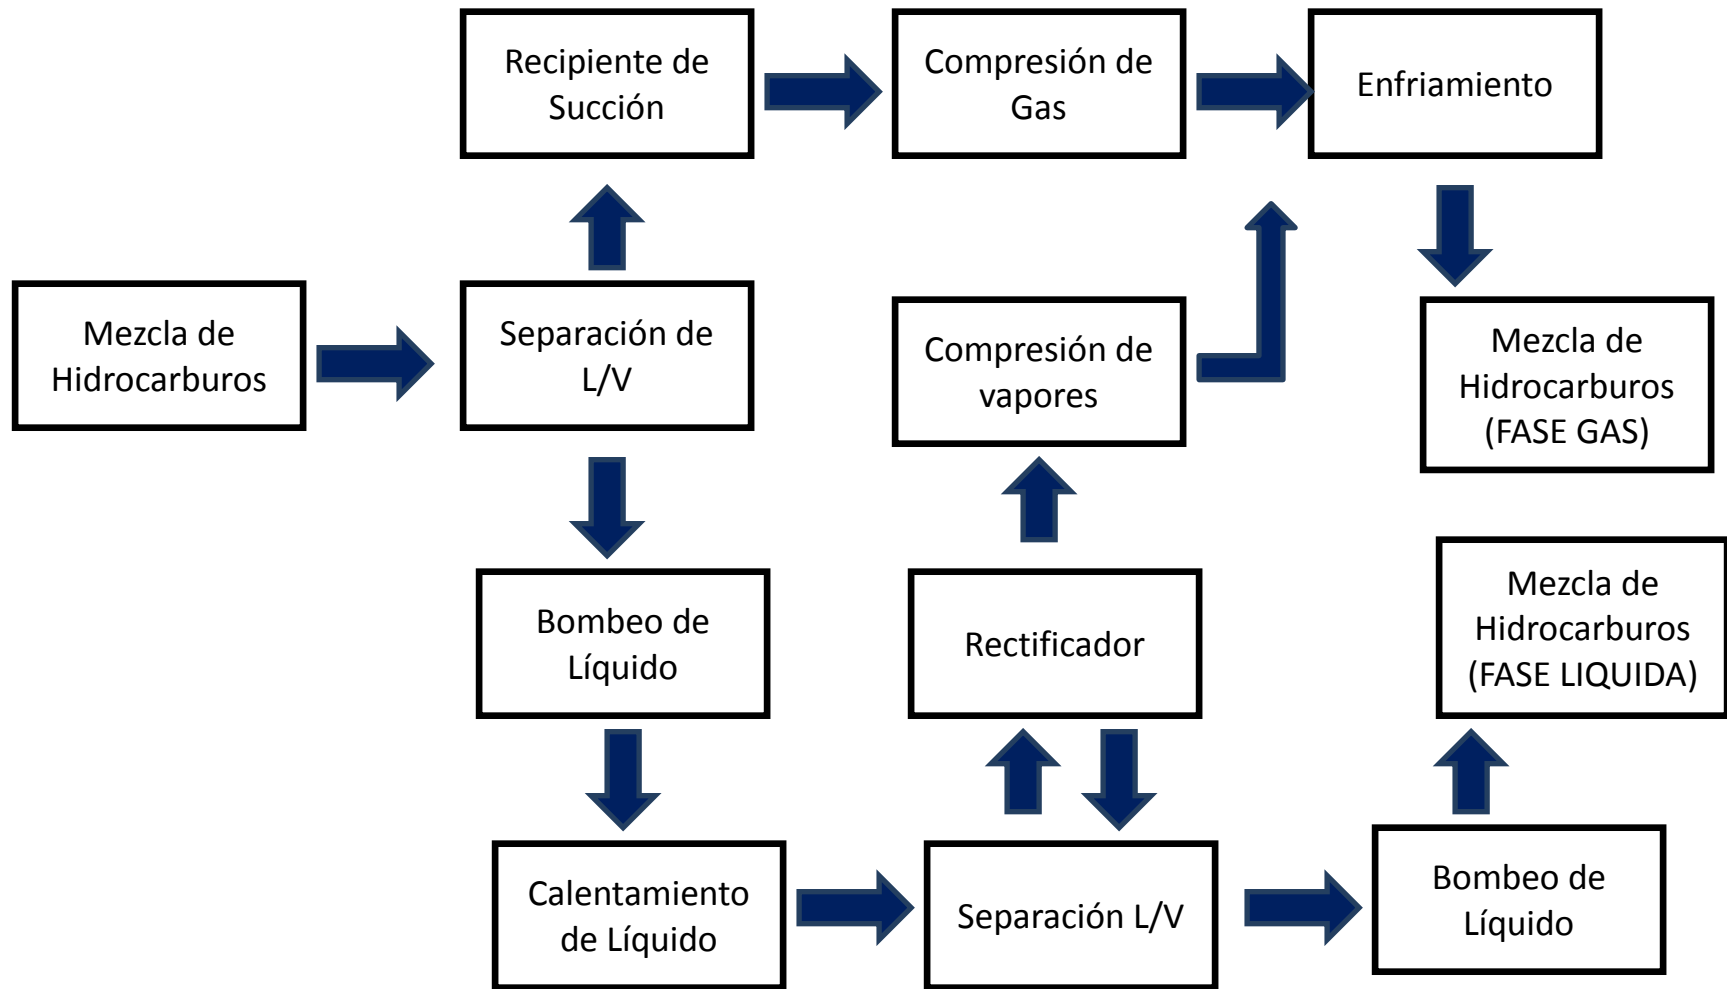 Recipiente de
Succión
Compresión de
Gas
Enfriamiento
Mezcla de
Hidrocarburos
Separación de
L/V
Compresión de
vapores
Mezcla de
Hidrocarburos
(FASE GAS)
Bombeo de
Líquido
Rectificador
Mezcla de
Hidrocarburos
(FASE LIQUIDA)
Calentamiento
de Líquido
Separación L/V
Bombeo de
Líquido